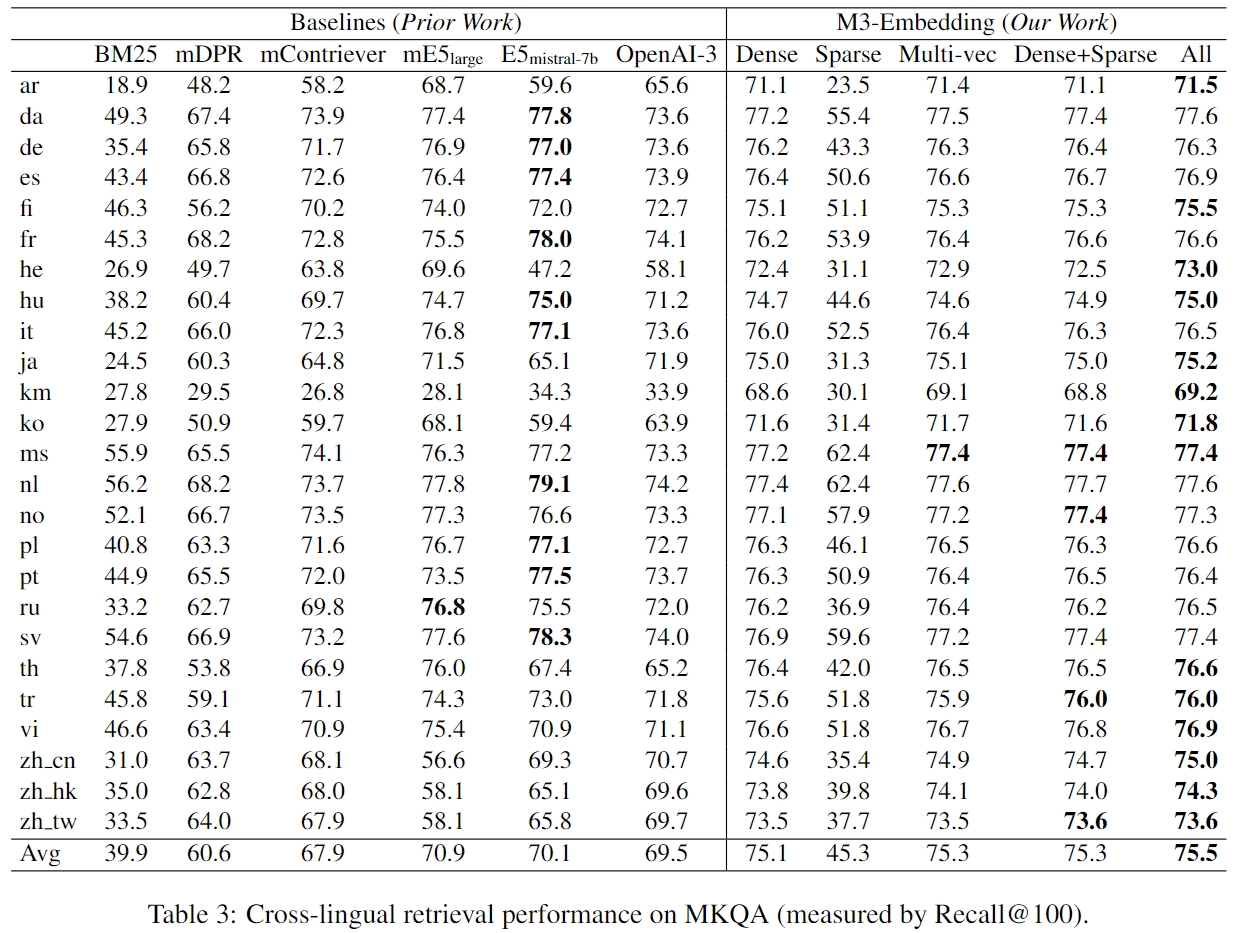 Baselines (Prior Work) M3-Embedding (Our Work)
BM25 mDPR mContriever mE5large E5mistral-7b OpenAI-3 Dense Sparse Multi-vec Dense+Sparse All
ar 18.9 48.2 58.2 68.7 59.6 65.6 71.1 23.5 71.4 71.1 71.5
da 49.3 67.4 73.9 77.4 77.8 73.6 77.2 55.4 77.5 77.4 77.6
de 35.4 65.8 71.7 76.9 77.0 73.6 76.2 43.3 76.3 76.4 76.3
es 43.4 66.8 72.6 76.4 77.4 73.9 76.4 50.6 76.6 76.7 76.9
fi 46.3 56.2 70.2 74.0 72.0 72.7 75.1 51.1 75.3 75.3 75.5
fr 45.3 68.2 72.8 75.5 78.0 74.1 76.2 53.9 76.4 76.6 76.6
he 26.9 49.7 63.8 69.6 47.2 58.1 72.4 31.1 72.9 72.5 73.0
hu 38.2 60.4 69.7 74.7 75.0 71.2 74.7 44.6 74.6 74.9 75.0
it 45.2 66.0 72.3 76.8 77.1 73.6 76.0 52.5 76.4 76.3 76.5
ja 24.5 60.3 64.8 71.5 65.1 71.9 75.0 31.3 75.1 75.0 75.2
km 27.8 29.5 26.8 28.1 34.3 33.9 68.6 30.1 69.1 68.8 69.2
ko 27.9 50.9 59.7 68.1 59.4 63.9 71.6 31.4 71.7 71.6 71.8
ms 55.9 65.5 74.1 76.3 77.2 73.3 77.2 62.4 77.4 77.4 77.4
nl 56.2 68.2 73.7 77.8 79.1 74.2 77.4 62.4 77.6 77.7 77.6
no 52.1 66.7 73.5 77.3 76.6 73.3 77.1 57.9 77.2 77.4 77.3
pl 40.8 63.3 71.6 76.7 77.1 72.7 76.3 46.1 76.5 76.3 76.6
pt 44.9 65.5 72.0 73.5 77.5 73.7 76.3 50.9 76.4 76.5 76.4
ru 33.2 62.7 69.8 76.8 75.5 72.0 76.2 36.9 76.4 76.2 76.5
sv 54.6 66.9 73.2 77.6 78.3 74.0 76.9 59.6 77.2 77.4 77.4
th 37.8 53.8 66.9 76.0 67.4 65.2 76.4 42.0 76.5 76.5 76.6
tr 45.8 59.1 71.1 74.3 73.0 71.8 75.6 51.8 75.9 76.0 76.0
vi 46.6 63.4 70.9 75.4 70.9 71.1 76.6 51.8 76.7 76.8 76.9
zh_cn 31.0 63.7 68.1 56.6 69.3 70.7 74.6 35.4 74.9 74.7 75.0
zh_hk 35.0 62.8 68.0 58.1 65.1 69.6 73.8 39.8 74.1 74.0 74.3
zh_tw 33.5 64.0 67.9 58.1 65.8 69.7 73.5 37.7 73.5 73.6 73.6
Avg 39.9 60.6 67.9 70.9 70.1 69.5 75.1 45.3 75.3 75.3 75.5
Table 3: Cross-lingual retrieval performance on MKQA (measured by Recall@100).